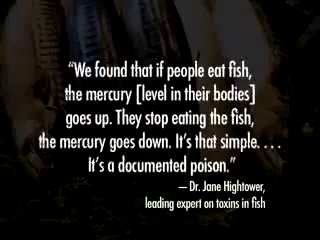 “We found that if people eat fish,
the mercury [level in their bodies]
goes up. They stop eating the fish,
the mercury goes down. It’s that simple. . . .
It’s a documented poison.”
— Dr. Jane Hightower,
leading expert on toxins in fish